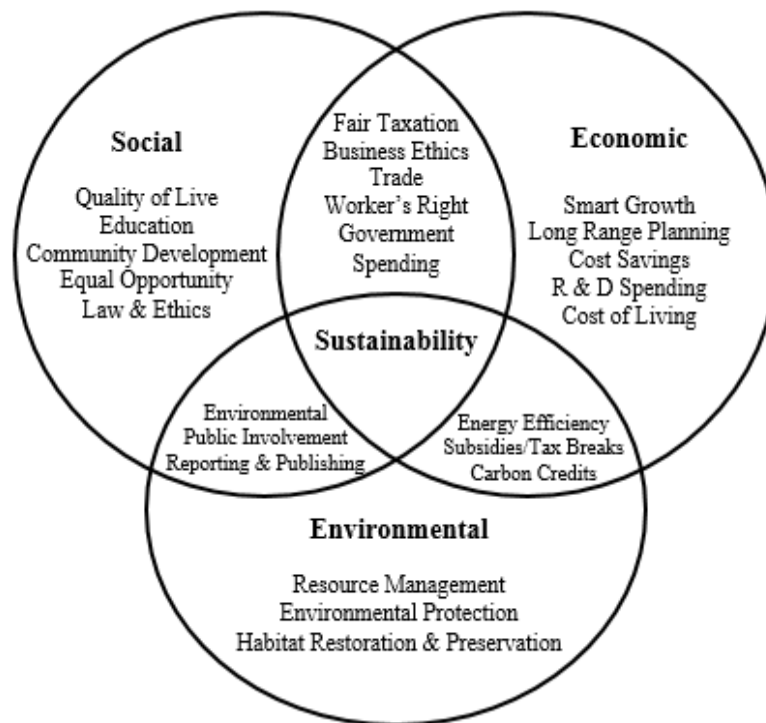 Social
Quality of Live
Education
Community Development
Equal Opportunity
Law & Ethics
Fair Taxation
Business Ethics
Trade
Worker’s Right
Government
Spending
Economic
Smart Growth
Long Range Planning
Cost Savings
R & D Spending
Cost of Living
Sustainability
Environmental
Public Involvement
Reporting & Publishing
Energy Efficiency
Subsidies/Tax Breaks
Carbon Credits
Environmental
Resource Management
Environmental Protection
Habitat Restoration & Preservation